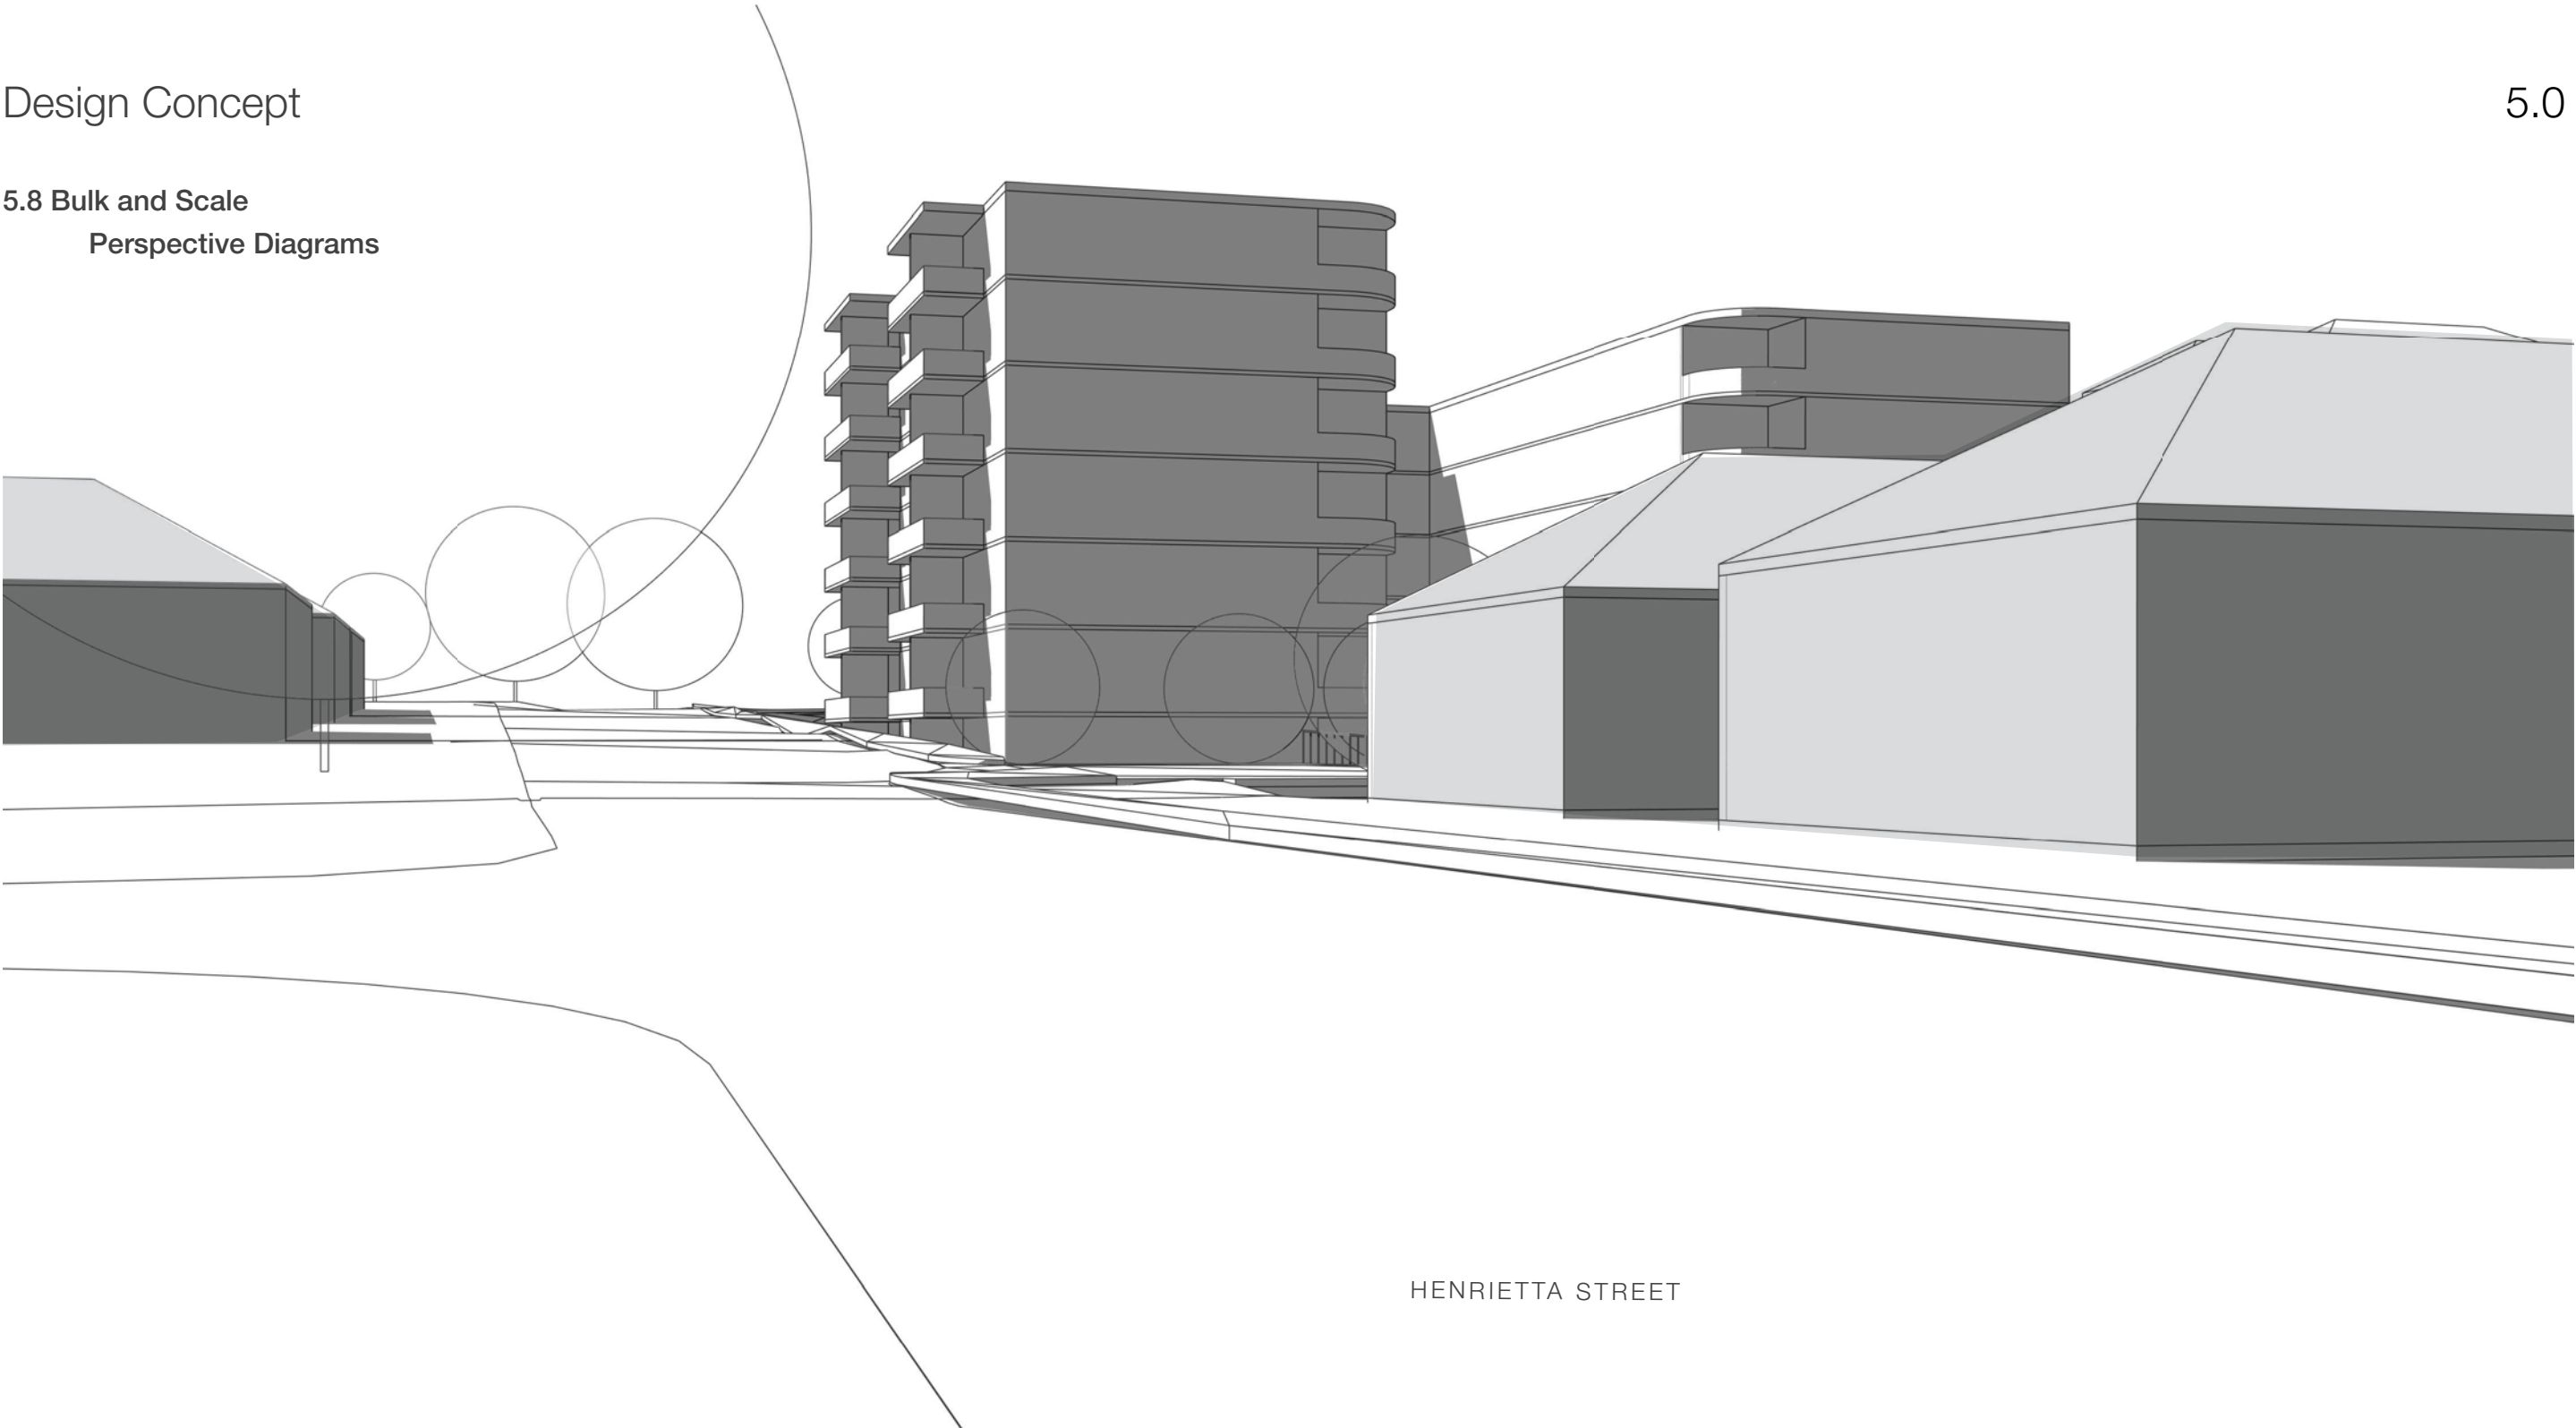 Design Concept
5.0
5.8 Bulk and Scale
Perspective Diagrams
HENRIETTA STREET